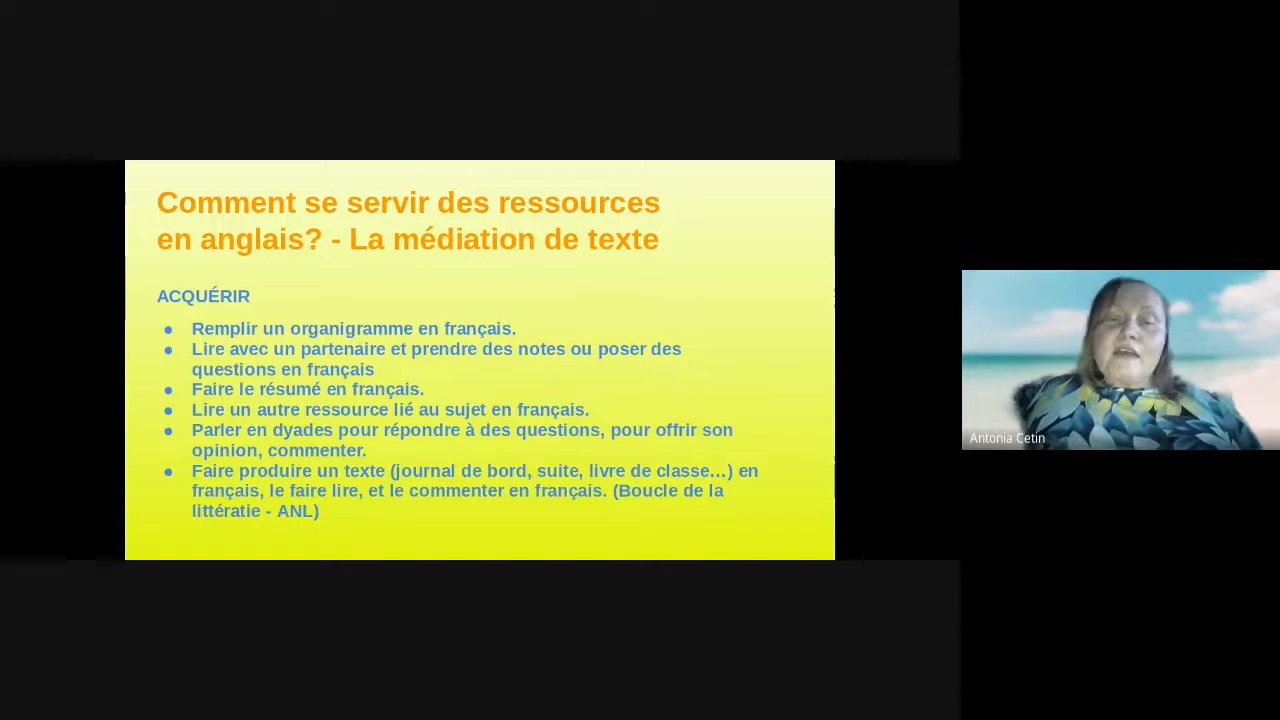 Comment se servir des ressources
en anglais? - La médiation de texte
ACQUÉRIR
● Remplir un organigramme en français.
● Lire avec un partenaire et prendre des notes ou poser des
questions en français
● Faire le résumé en français.
● Lire un autre ressource lié au sujet en français.
● Parler en dyades pour répondre à des questions, pour offrir son
opinion, commenter.
● Faire produire un texte (journal de bord, suite, livre de classe…) en
français, le faire lire, et le commenter en français. (Boucle de la
littératie - ANL)
Antonia Cetin